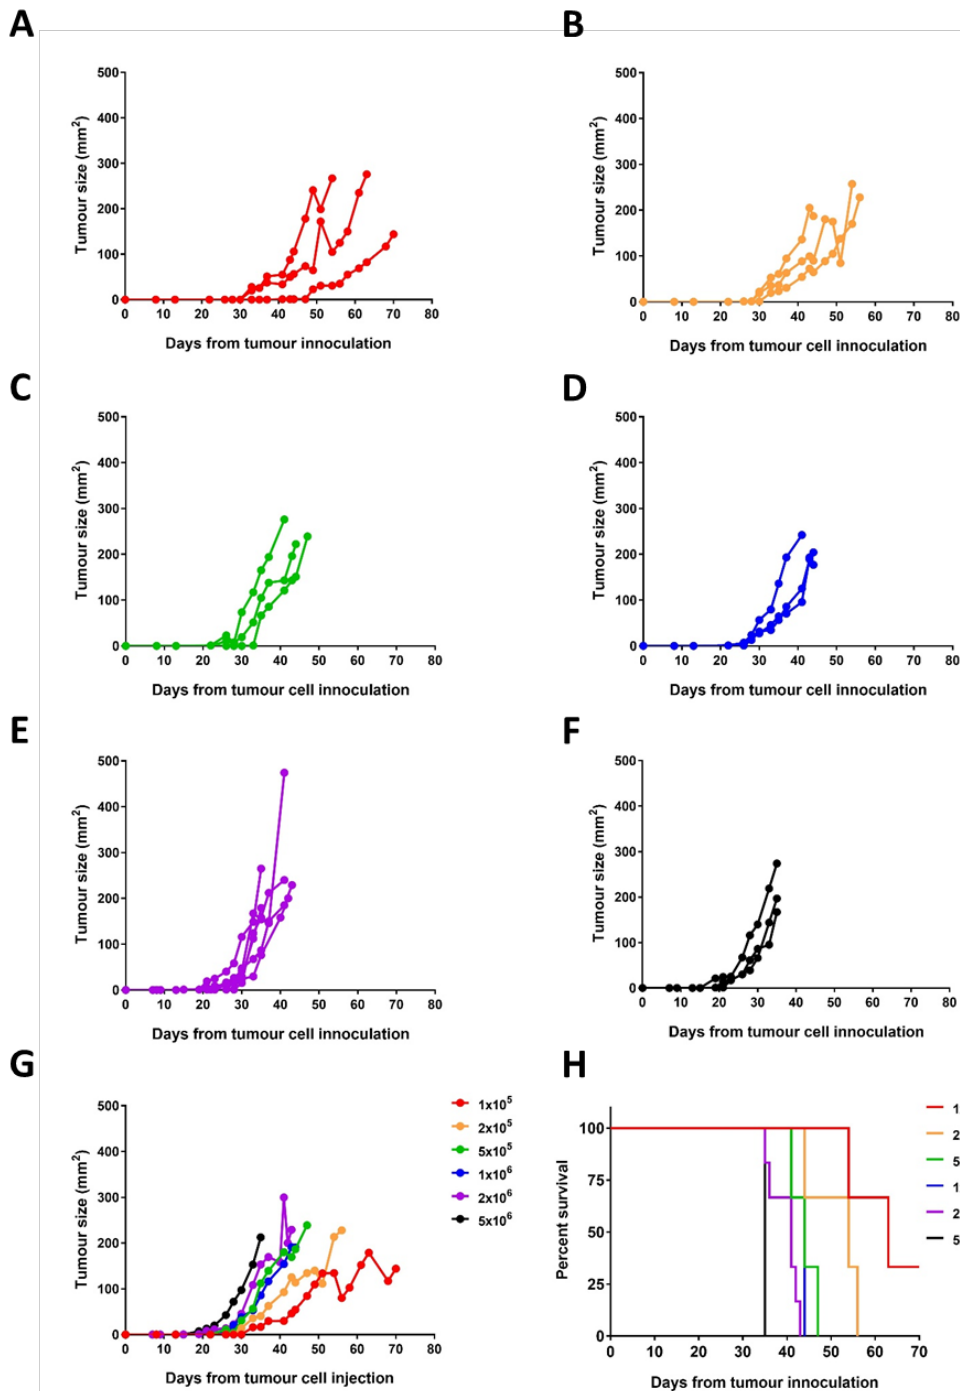 A
B
500
400
300
200
100
0
Tumour size (mm²)
0 10 20 30 40 50 60 70 80
Days from tumour innoculation
500
400
300
200
100
0
Tumour size (mm²)
0 10 20 30 40 50 60 70 80
Days from tumour cell innoculation
C
D
500
400
300
200
100
0
Tumour size (mm²)
0 10 20 30 40 50 60 70 80
Days from tumour cell innoculation
500
400
300
200
100
0
Tumour size (mm²)
0 10 20 30 40 50 60 70 80
Days from tumour cell innoculation
E
F
500
400
300
200
100
0
Tumour size (mm²)
0 10 20 30 40 50 60 70 80
Days from tumour cell innoculation
500
400
300
200
100
0
Tumour size (mm²)
0 10 20 30 40 50 60 70 80
Days from tumour cell innoculation
G
H
500
400
300
200
100
0
Tumour size (mm²)
0 10 20 30 40 50 60 70 80
Days from tumour cell injection
1x10⁵
2x10⁵
5x10⁵
1x10⁶
2x10⁶
5x10⁶
100
75
50
25
0
Percent survival
0 10 20 30 40 50 60 70
Days from tumour innoculation
1
2
5
1
2
5